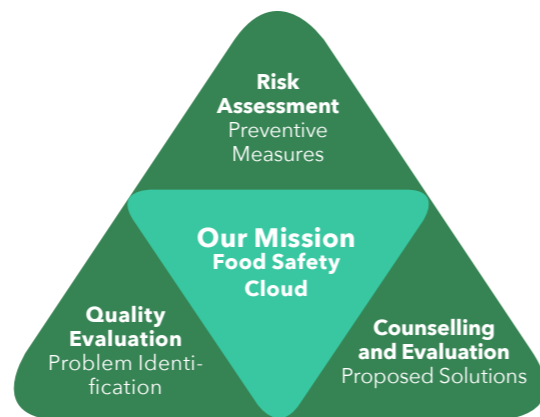 Risk
Assessment
Preventive
Measures
Our Mission
Food Safety
Cloud
Quality
Evaluation
Problem Identi-
fication
Counselling
and Evaluation
Proposed Solutions